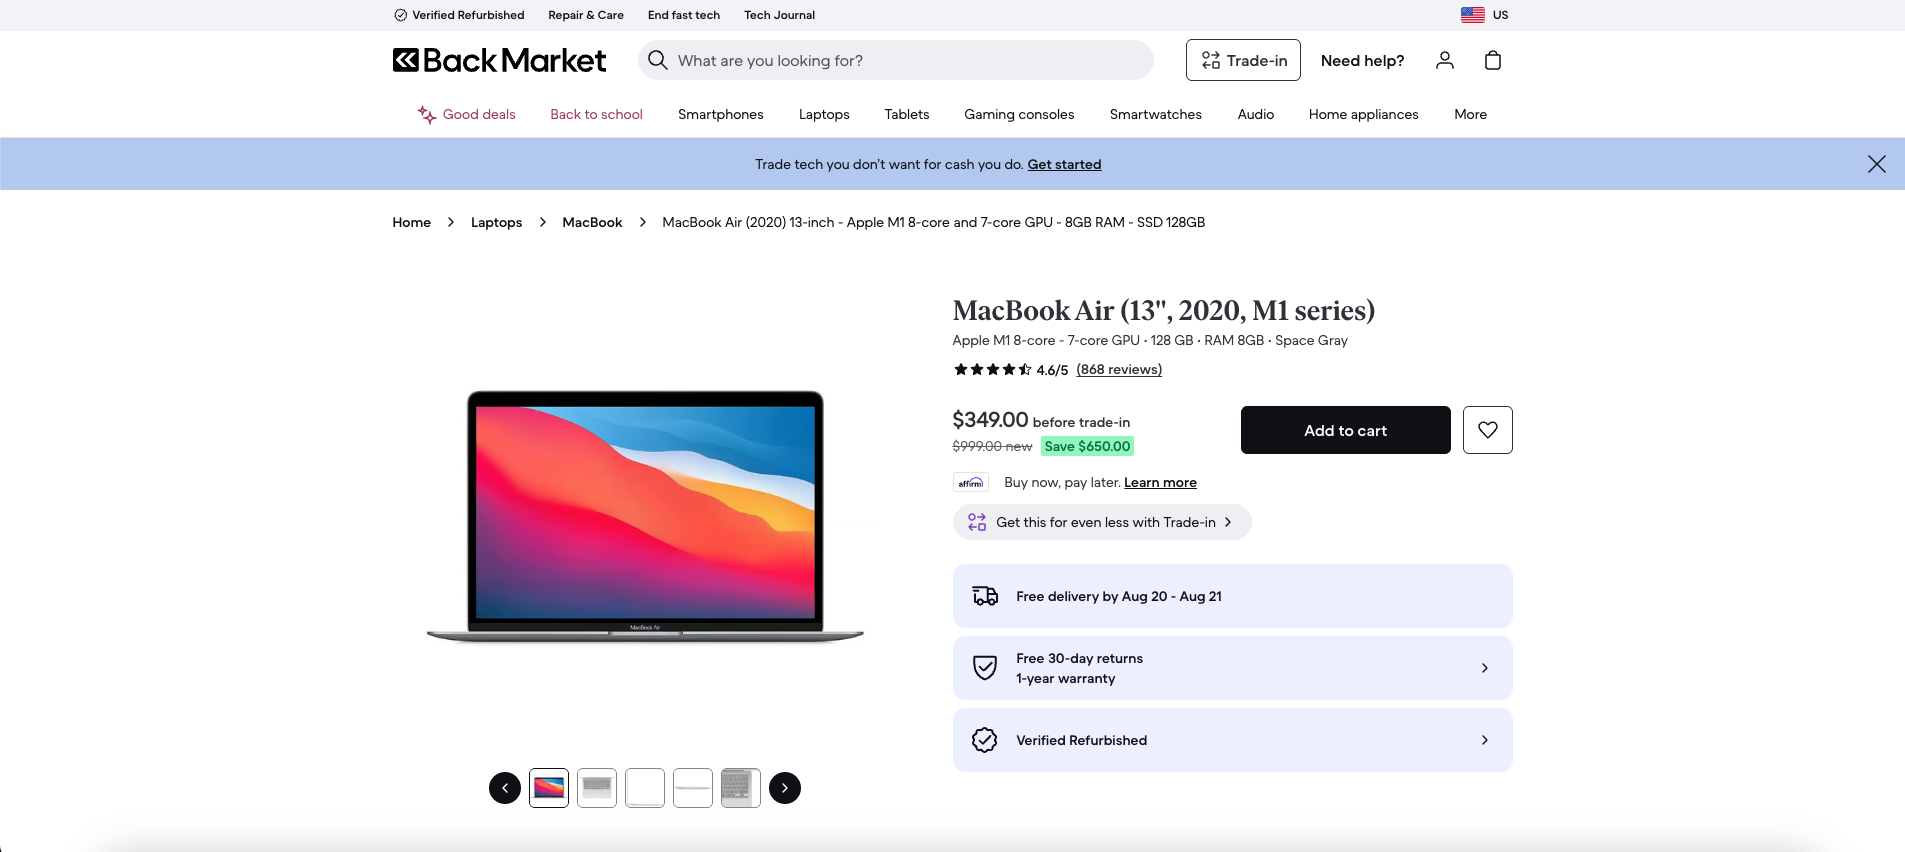 Verified Refurbished
Repair & Care
End fast tech
Tech Journal
US
Back Market
What are you looking for?
Trade-in
Need help?
Good deals
Back to school
Smartphones
Laptops
Tablets
Gaming consoles
Smartwatches
Audio
Home appliances
More
Trade tech you don't want for cash you do. Get started
Home
Laptops
MacBook
MacBook Air (2020) 13-inch - Apple M1 8-core and 7-core GPU - 8GB RAM - SSD 128GB
MacBook Air
MacBook Air (13", 2020, M1 series)
Apple M1 8-core - 7-core GPU • 128 GB • RAM 8GB • Space Gray
4.6/5 (868 reviews)
$349.00 before trade-in
$999.00 new Save $650.00
Add to cart
affirm Buy now, pay later. Learn more
Get this for even less with Trade-in
Free delivery by Aug 20 - Aug 21
Free 30-day returns
1-year warranty
Verified Refurbished